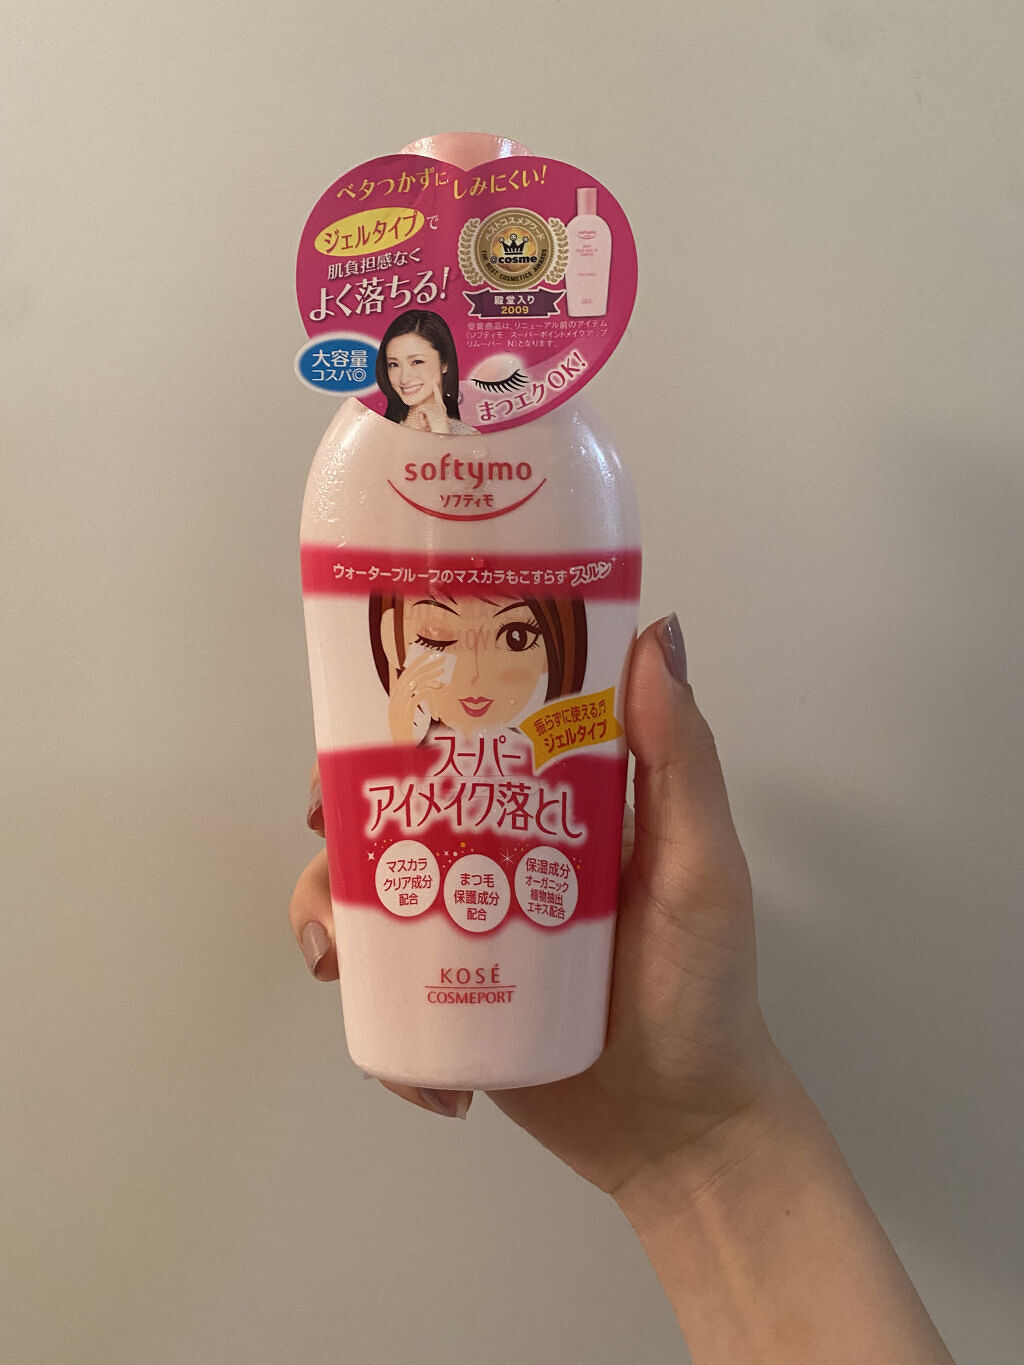 ベタつかずに しみにくい!
ジェルタイプで
肌負担感なく
よく落ちる!
ベストコスメアワード
@cosme
THE BEST COSMETICS AWARDS
殿堂入り
2009
受賞商品は、リニューアル前のアイテム
(ソフティモ スーパーポイントメイクアップ
リムーバー N)となります。
大容量
コスパ◎
まつエクOK!
softymo
ソフティモ
ウォータープルーフのマスカラもこすらずスルン
振らずに使える♬
ジェルタイプ
スーパー
アイメイク落とし
マスカラ
クリア成分
配合
まつ毛
保護成分
配合
保湿成分
オーガニック
植物抽出
エキス配合
KOSÉ
COSMEPORT